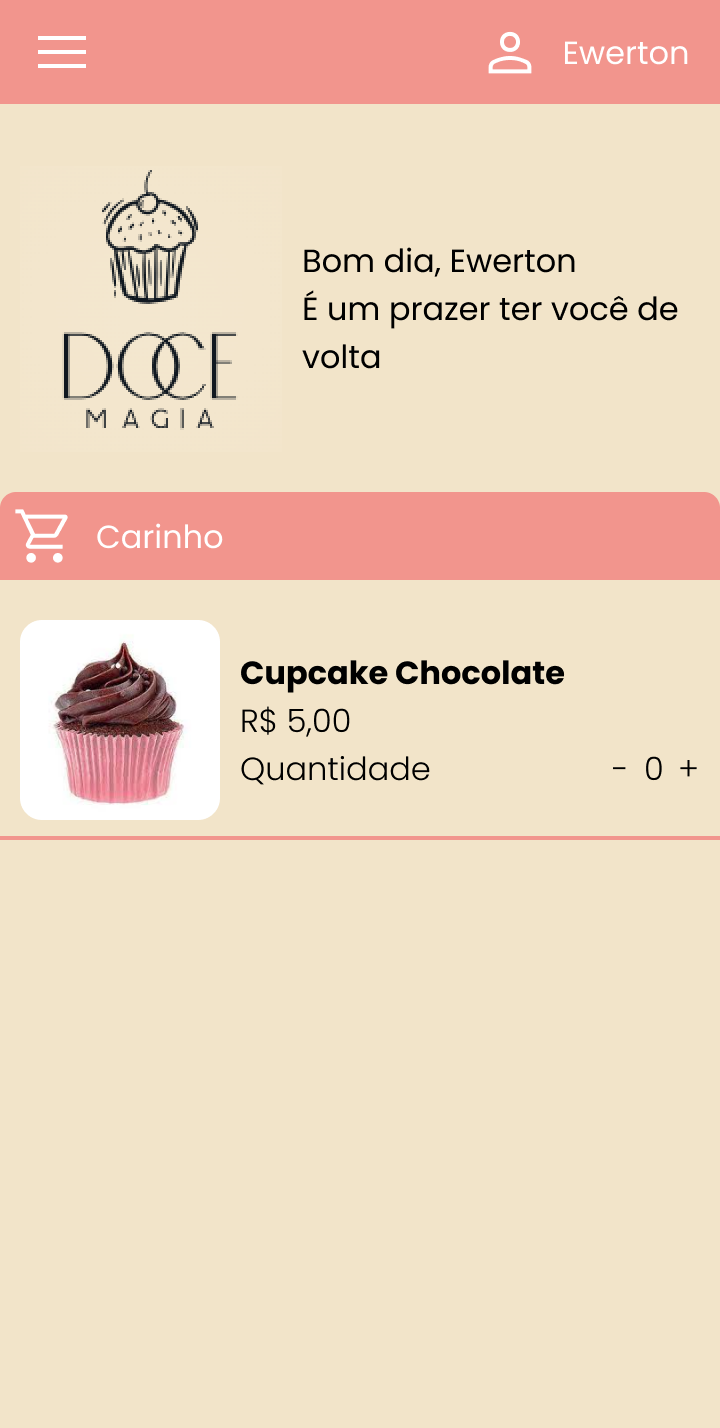 Ewerton
DOCE
MAGIA
Bom dia, Ewerton
É um prazer ter você de
volta
Carinho
Cupcake Chocolate
R$ 5,00
Quantidade - 0 +